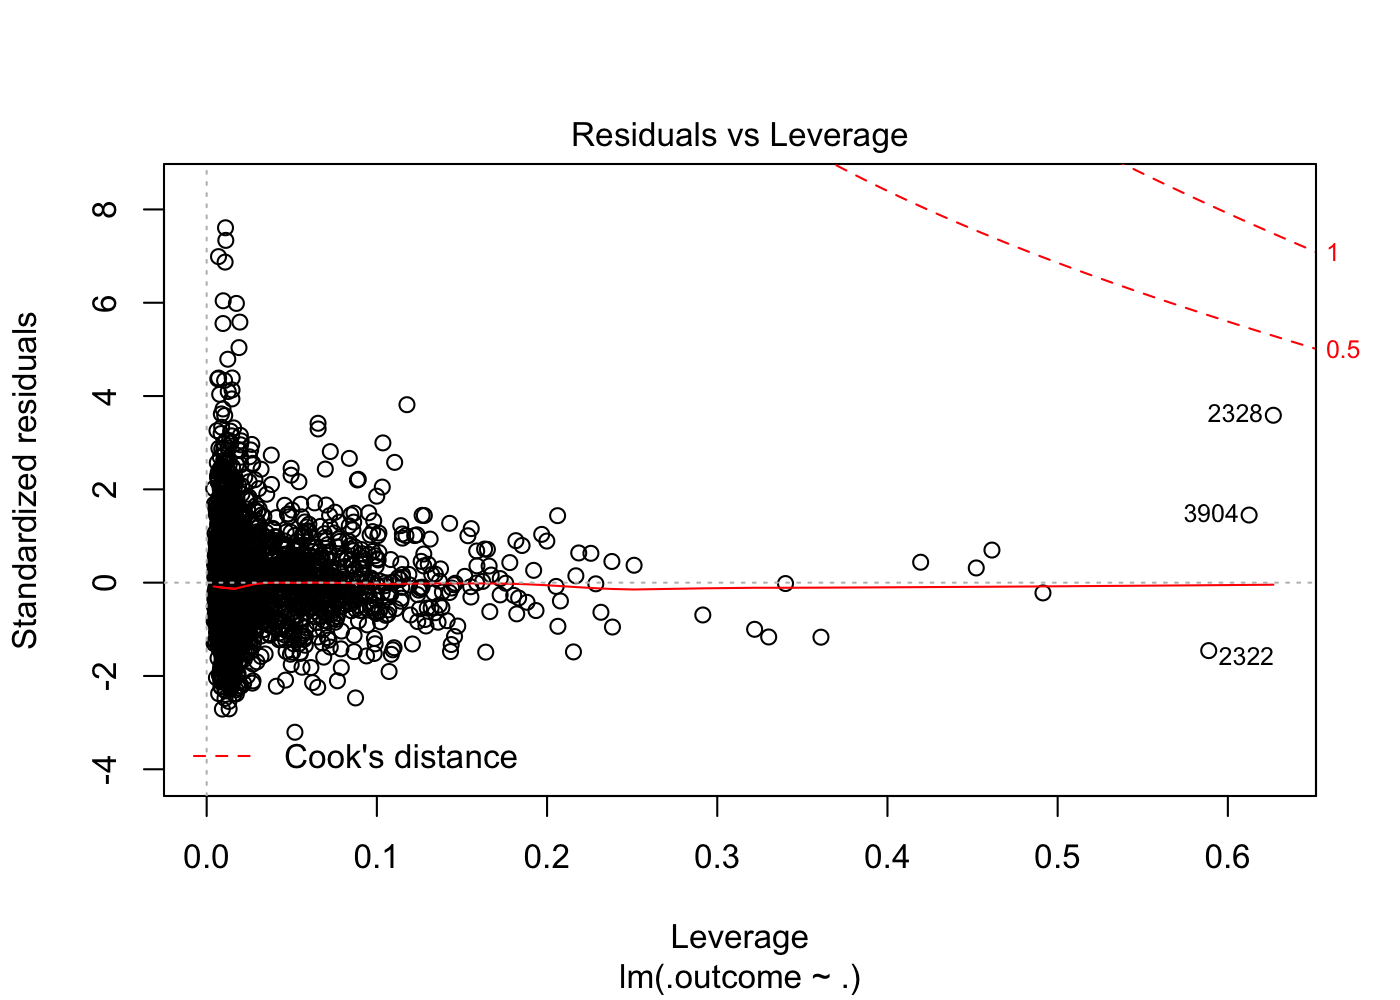 Residuals vs Leverage
Standardized residuals
8
6
4
2
0
-2
-4
1
0.5
2328
3904
2322
Cook's distance
0.0 0.1 0.2 0.3 0.4 0.5 0.6
Leverage
lm(.outcome ~ .)